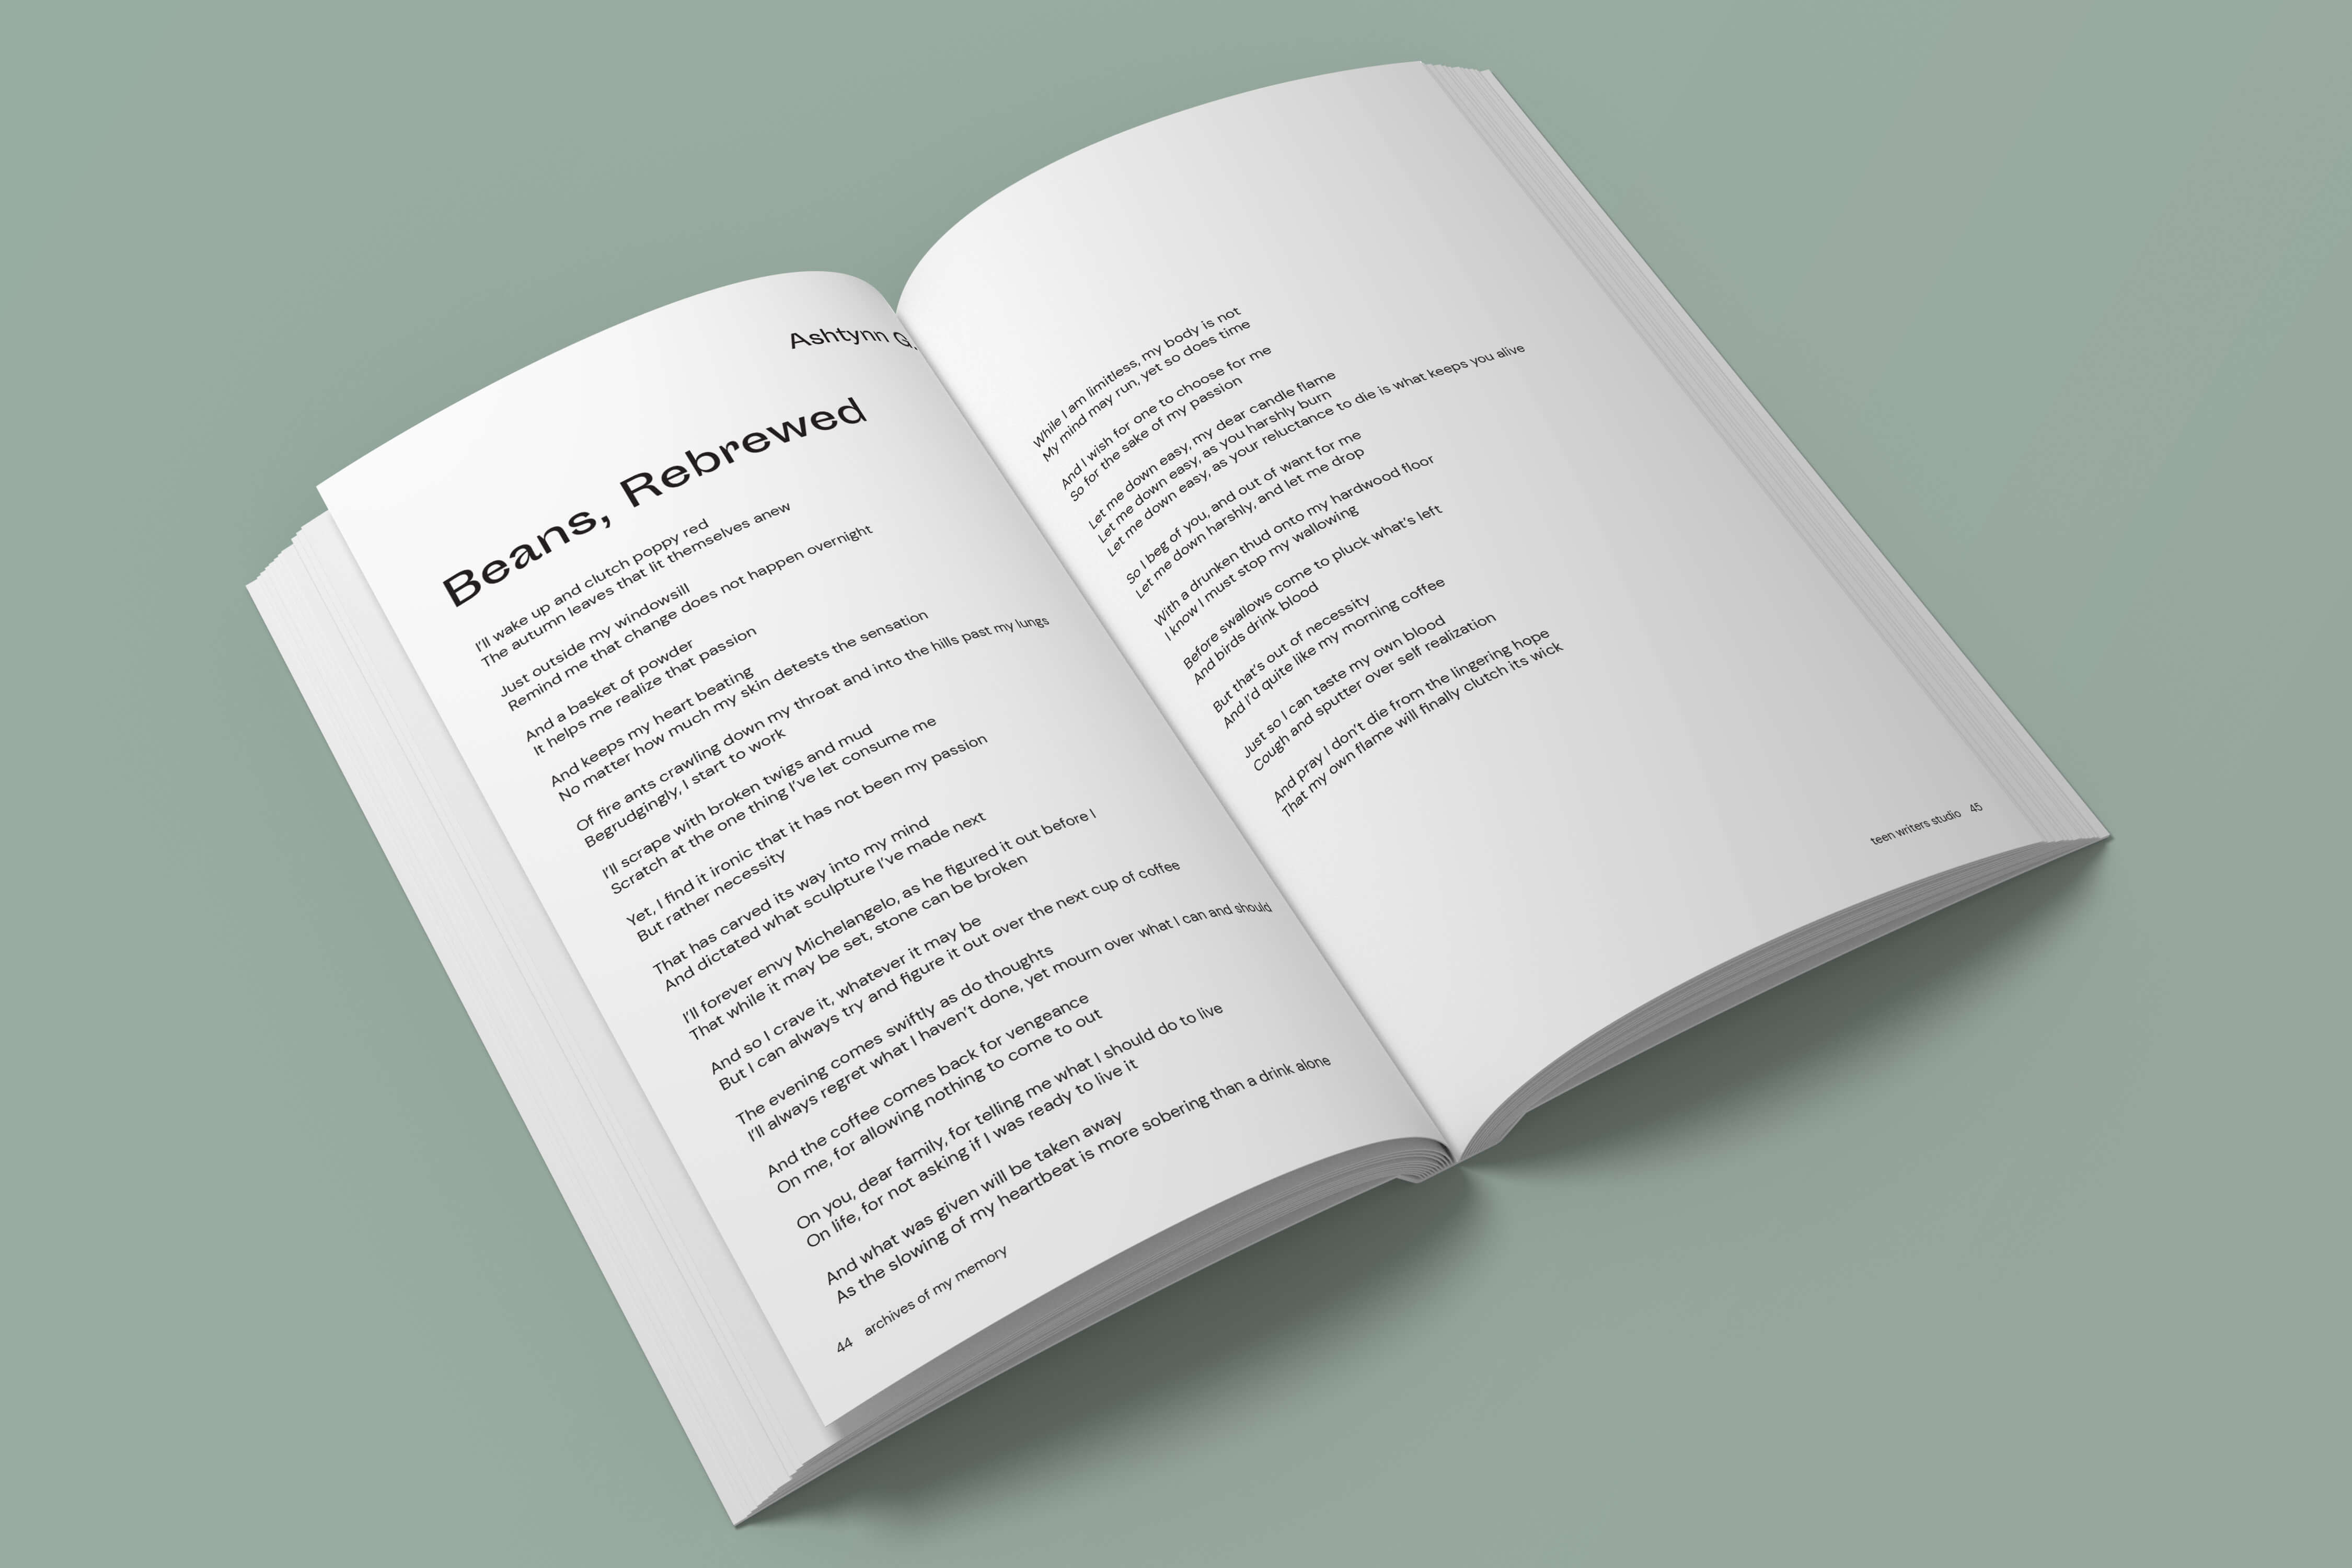 Ashtynn G.
Beans, Rebrewed
I'll wake up and clutch poppy red
The autumn leaves that lit themselves anew
Just outside my windowsill
Remind me that change does not happen overnight
And a basket of powder
It helps me realize that passion
And keeps my heart beating
No matter how much my skin detests the sensation
Of fire ants crawling down my throat and into the hills past my lungs
Begrudgingly, I start to work
I'll scrape with broken twigs and mud
Scratch at the one thing I've let consume me
Yet, I find it ironic that it has not been my passion
But rather necessity
That has carved its way into my mind
And dictated what sculpture I've made next
I'll forever envy Michelangelo, as he figured it out before I
That while it may be set, stone can be broken
And so I crave it, whatever it may be
But I can always try and figure it out over the next cup of coffee
The evening comes swiftly as do thoughts
I'll always regret what I haven't done, yet mourn over what I can and should
And the coffee comes back for vengeance
On me, for allowing nothing to come to out
On you, dear family, for telling me what I should do to live
On life, for not asking if I was ready to live it
And what was given will be taken away
As the slowing of my heartbeat is more sobering than a drink alone
44 archives of my memory
While I am limitless, my body is not
My mind may run, yet so does time
And I wish for one to choose for me
So for the sake of my passion
Let me down easy, my dear candle flame
Let me down easy, as you harshly burn
Let me down easy, as your reluctance to die is what keeps you alive
So I beg of you, and out of want for me
Let me down harshly, and let me drop
With a drunken thud onto my hardwood floor
I know I must stop my wallowing
Before swallows come to pluck what's left
And birds drink blood
But that's out of necessity
And I'd quite like my morning coffee
Just so I can taste my own blood
Cough and sputter over self realization
And pray I don't die from the lingering hope
That my own flame will finally clutch its wick
teen writers studio 45